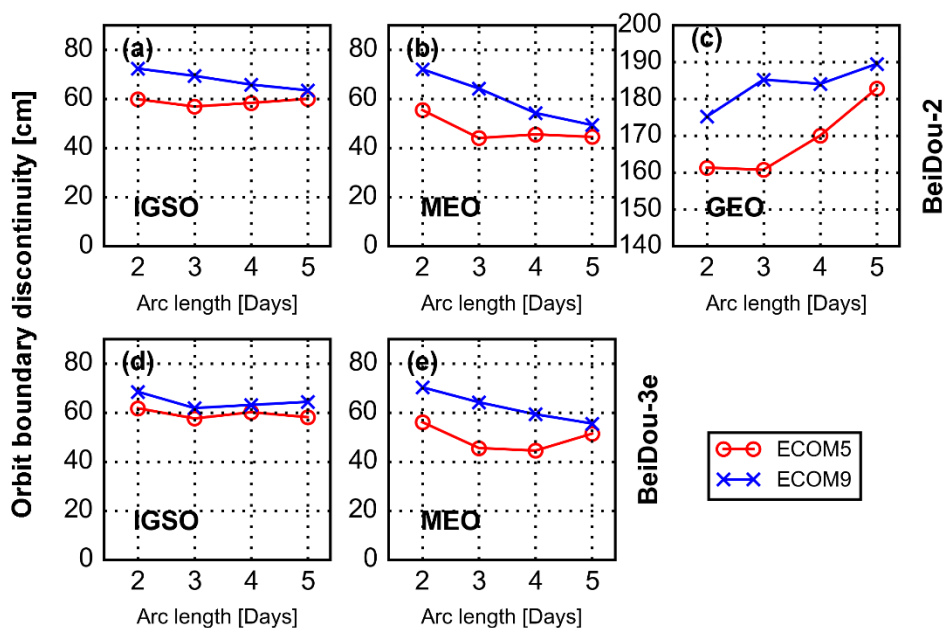 Orbit boundary discontinuity [cm]
(a)
80
60
40
20
0
IGSO
2 3 4 5
Arc length [Days]
(b)
80
60
40
20
0
MEO
2 3 4 5
Arc length [Days]
(c)
200
190
180
170
160
150
140
GEO
2 3 4 5
Arc length [Days]
BeiDou-2
(d)
80
60
40
20
0
IGSO
2 3 4 5
Arc length [Days]
(e)
80
60
40
20
0
MEO
2 3 4 5
Arc length [Days]
BeiDou-3e
ECOM5
ECOM9